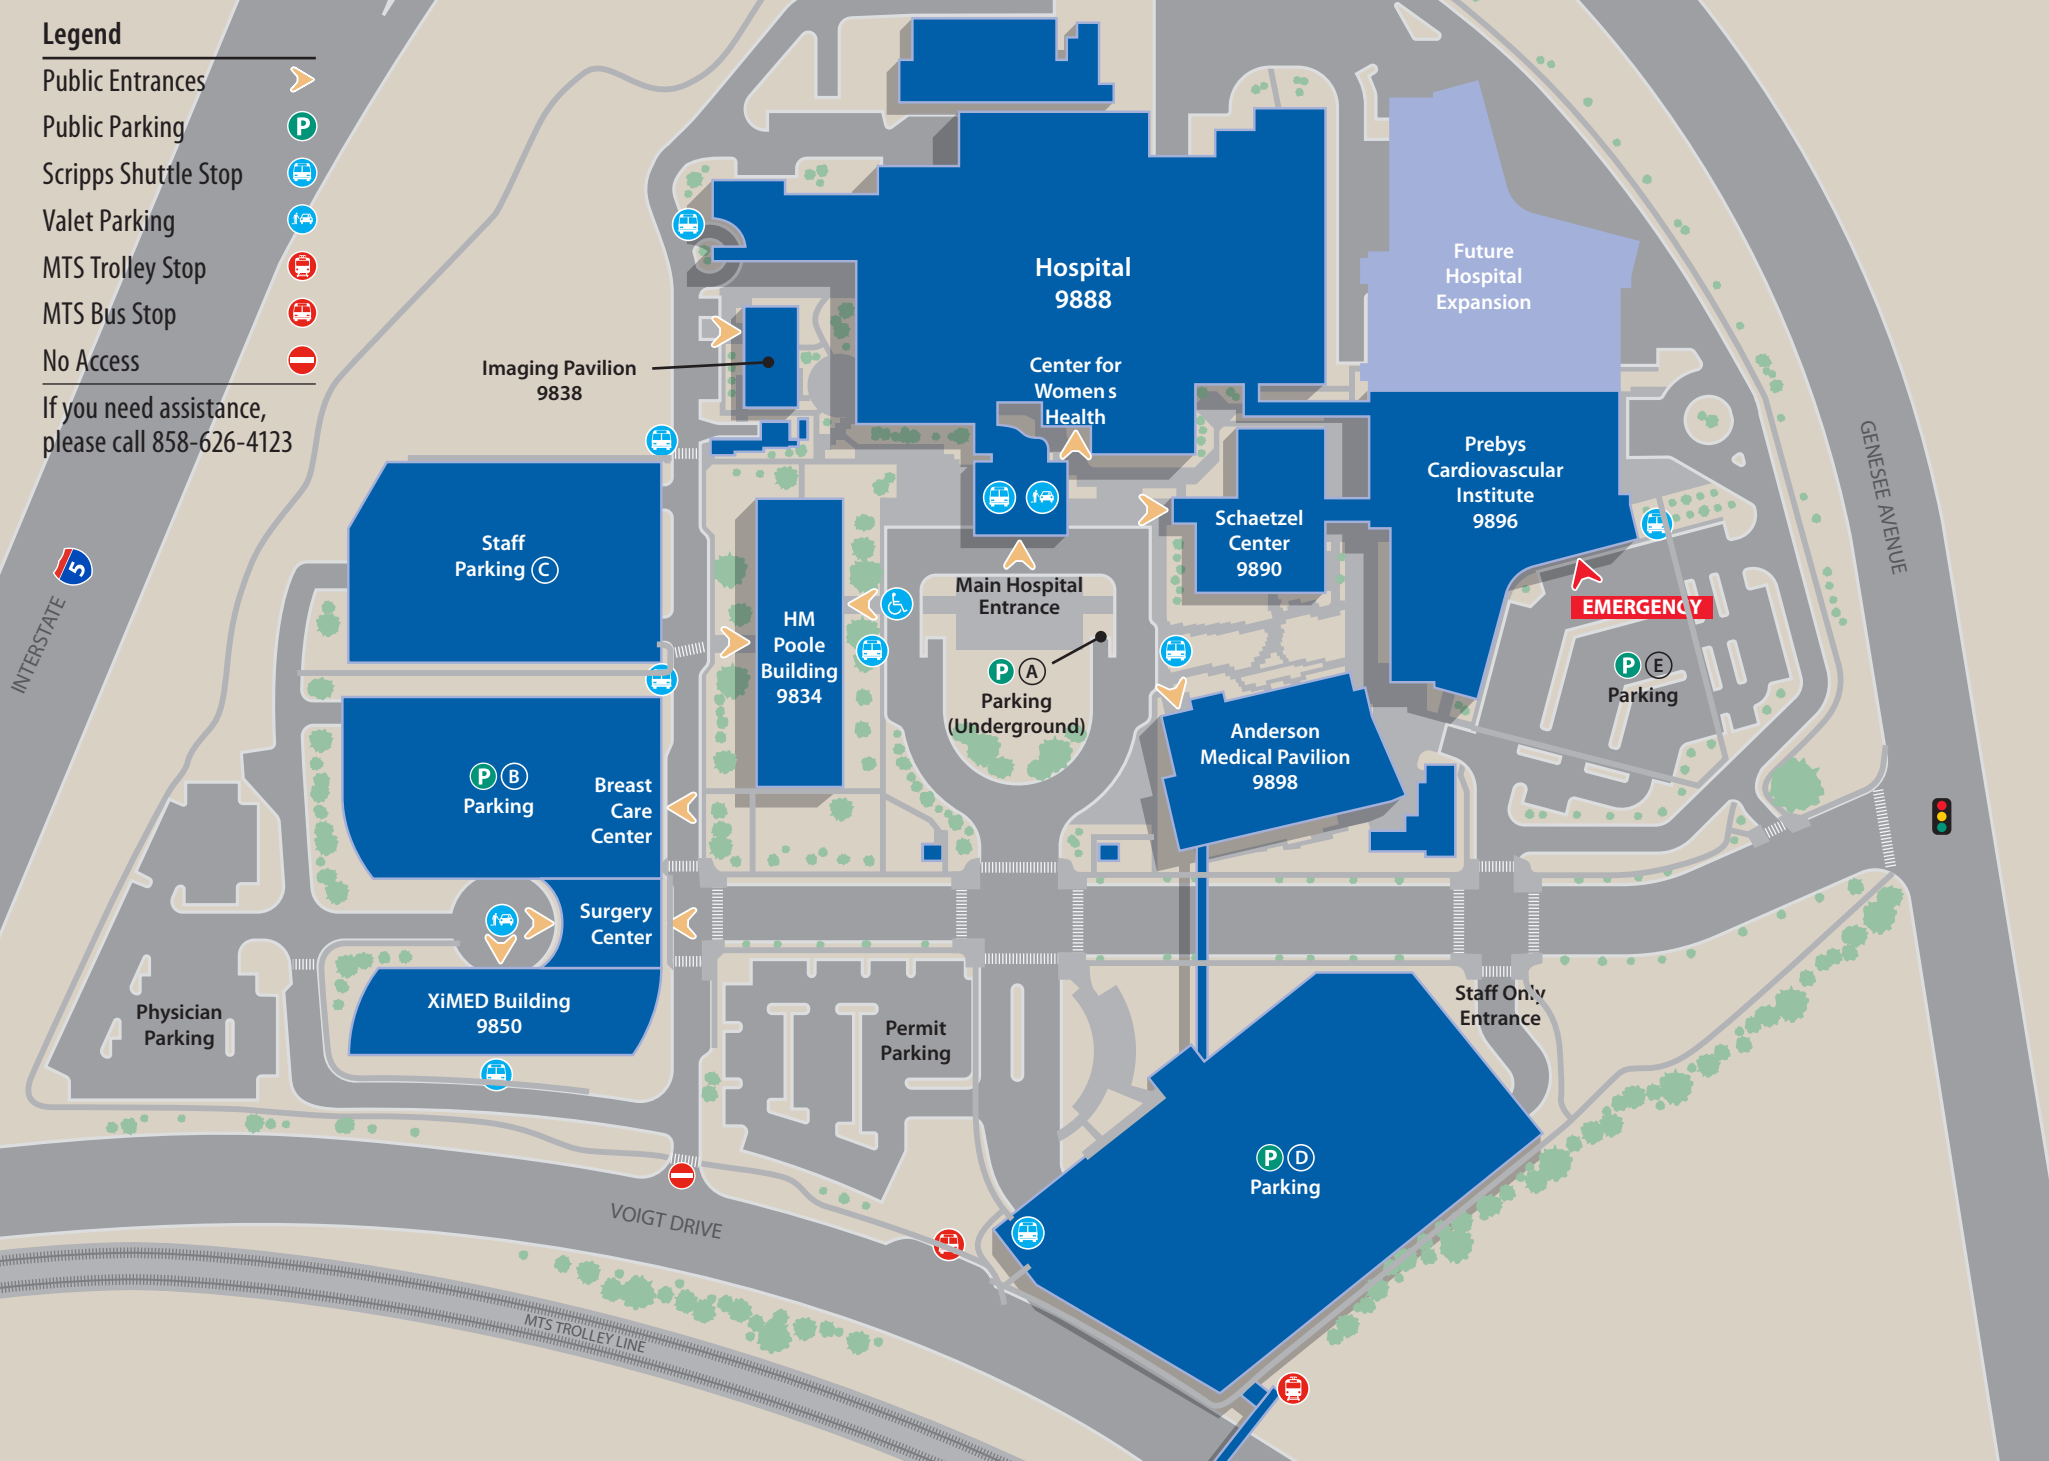 Legend
Public Entrances
Public Parking
P
Scripps Shuttle Stop
Valet Parking
MTS Trolley Stop
MTS Bus Stop
No Access
If you need assistance,
please call 858-626-4123
Hospital
9888
Center for
Women s
Health
Future
Hospital
Expansion
Imaging Pavilion
9838
Prebys
Cardiovascular
Institute
9896
Schaetzel
Center
9890
Staff
Parking C
HM
Poole
Building
9834
Main Hospital
Entrance
P A
Parking
(Underground)
EMERGENCY
P E
Parking
Anderson
Medical Pavilion
9898
P B
Parking
Breast
Care
Center
Surgery
Center
XiMED Building
9850
Physician
Parking
Permit
Parking
Staff Only
Entrance
P D
Parking
INTERSTATE
5
GENESEE AVENUE
VOIGT DRIVE
MTS TROLLEY LINE